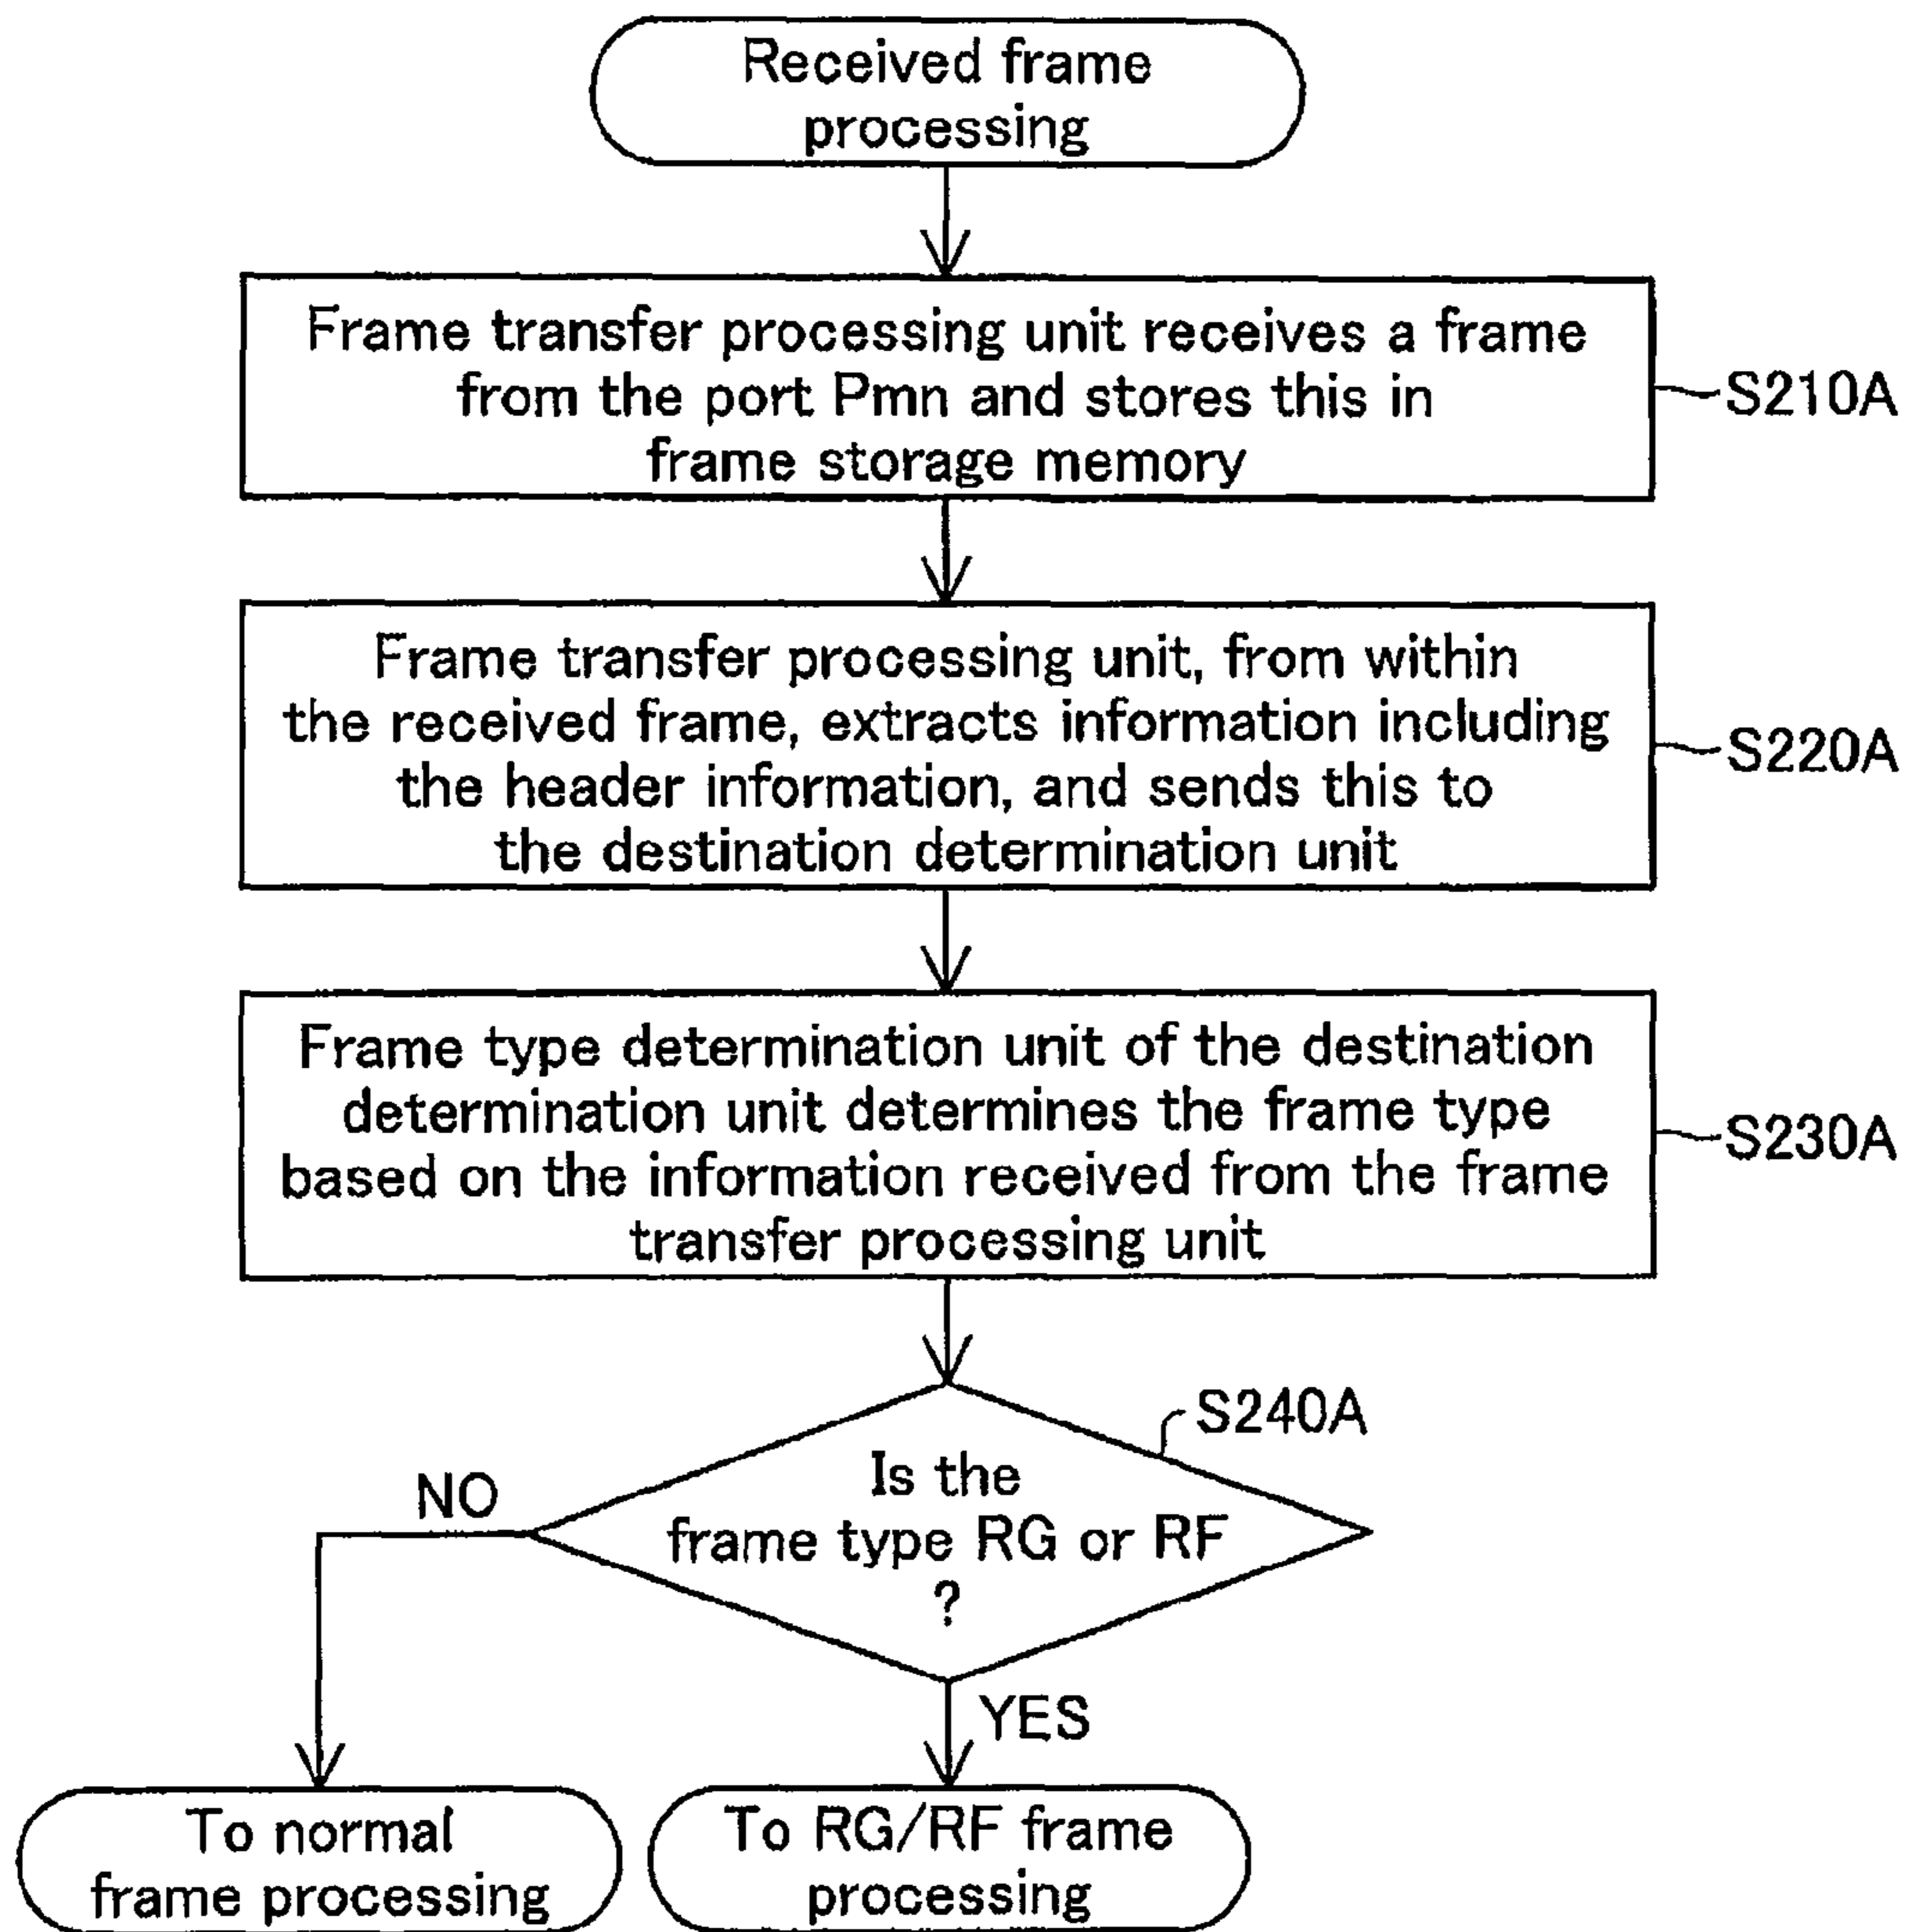 Received frame
processing
Frame transfer processing unit receives a frame
from the port Pmn and stores this in
frame storage memory
S210A
Frame transfer processing unit, from within
the received frame, extracts information including
the header information, and sends this to
the destination determination unit
S220A
Frame type determination unit of the destination
determination unit determines the frame type
based on the information received from the frame
transfer processing unit
S230A
S240A
Is the
frame type RG or RF
?
NO
YES
To normal
frame processing
To RG/RF frame
processing